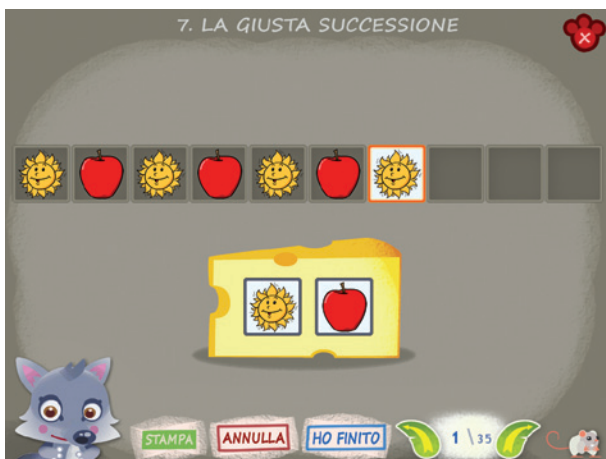 7. LA GIUSTA SUCCESSIONE
STAMPA
ANNULLA
HO FINITO
1 \ 35